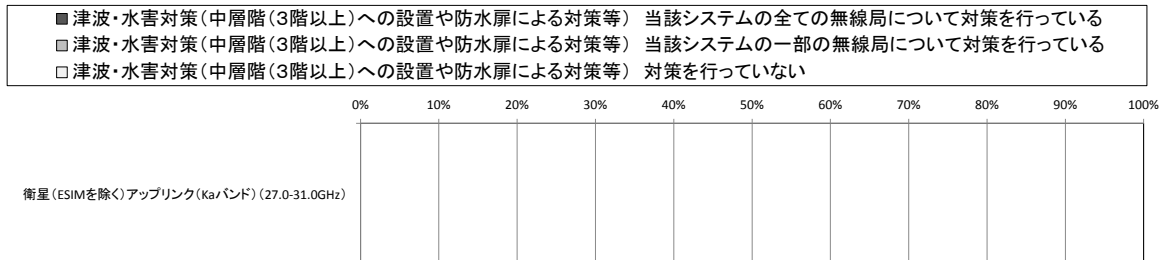 ■津波・水害対策(中層階(3階以上)への設置や防水扉による対策等) 当該システムの全ての無線局について対策を行っている
■津波・水害対策(中層階(3階以上)への設置や防水扉による対策等) 当該システムの一部の無線局について対策を行っている
□津波・水害対策(中層階(3階以上)への設置や防水扉による対策等) 対策を行っていない
0% 10% 20% 30% 40% 50% 60% 70% 80% 90% 100%
衛星(ESIMを除く)アップリンク(Kaバンド)(27.0-31.0GHz)